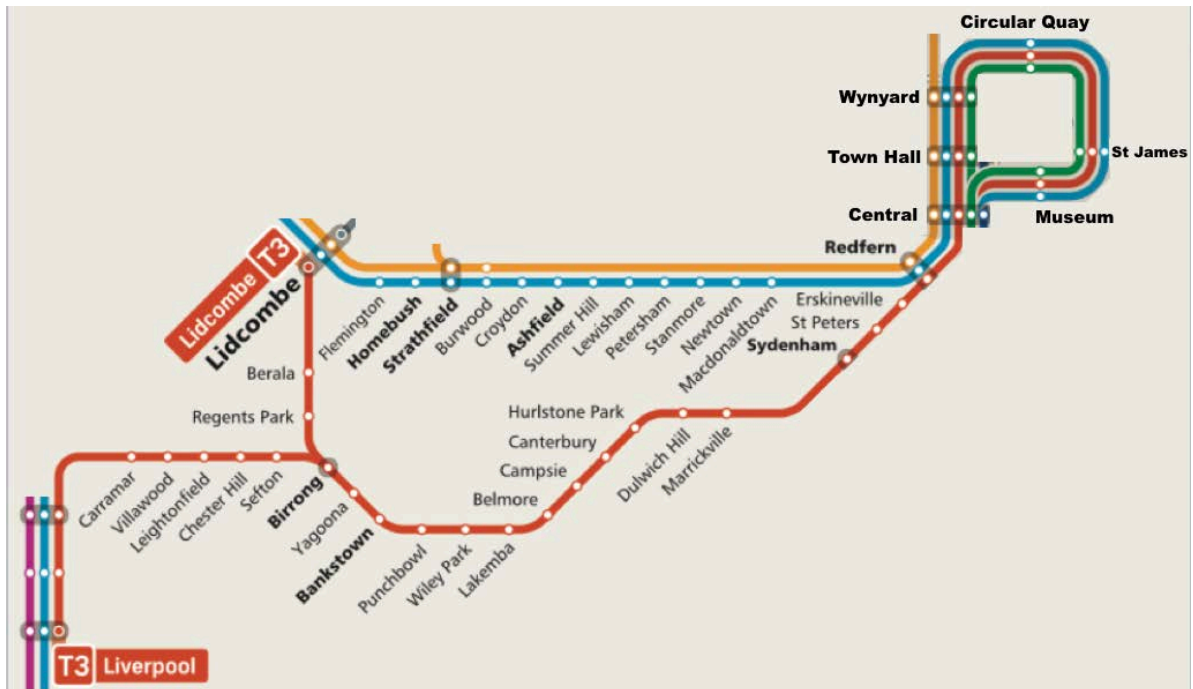 Circular Quay
Wynyard
Town Hall
St James
Central
Museum
Redfern
T3
Lidcombe
Lidcombe
Flemington
Homebush
Strathfield
Burwood
Croydon
Ashfield
Summer Hill
Lewisham
Petersham
Stanmore
Newtown
Macdonaldtown
Erskineville
St Peters
Sydenham
Berala
Regents Park
Hurlstone Park
Canterbury
Campsie
Belmore
Dulwich Hill
Marrickville
Carramar
Villawood
Leightonfield
Chester Hill
Sefton
Birrong
Yagoona
Bankstown
Punchbowl
Wiley Park
Lakemba
T3 Liverpool